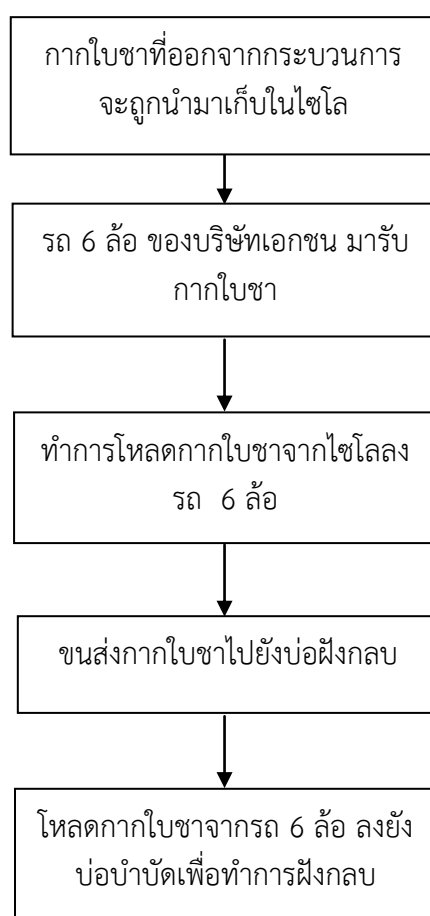 กากใบชาที่ออกจากกระบวนการ
จะถูกนำมาเก็บในไซโล
รถ 6 ล้อ ของบริษัทเอกชน มารับ
กากใบชา
ทำการโหลดกากใบชาจากไซโลลง
รถ 6 ล้อ
ขนส่งกากใบชาไปยังบ่อฝังกลบ
โหลดกากใบชาจากรถ 6 ล้อ ลงยัง
บ่อบำบัดเพื่อทำการฝังกลบ